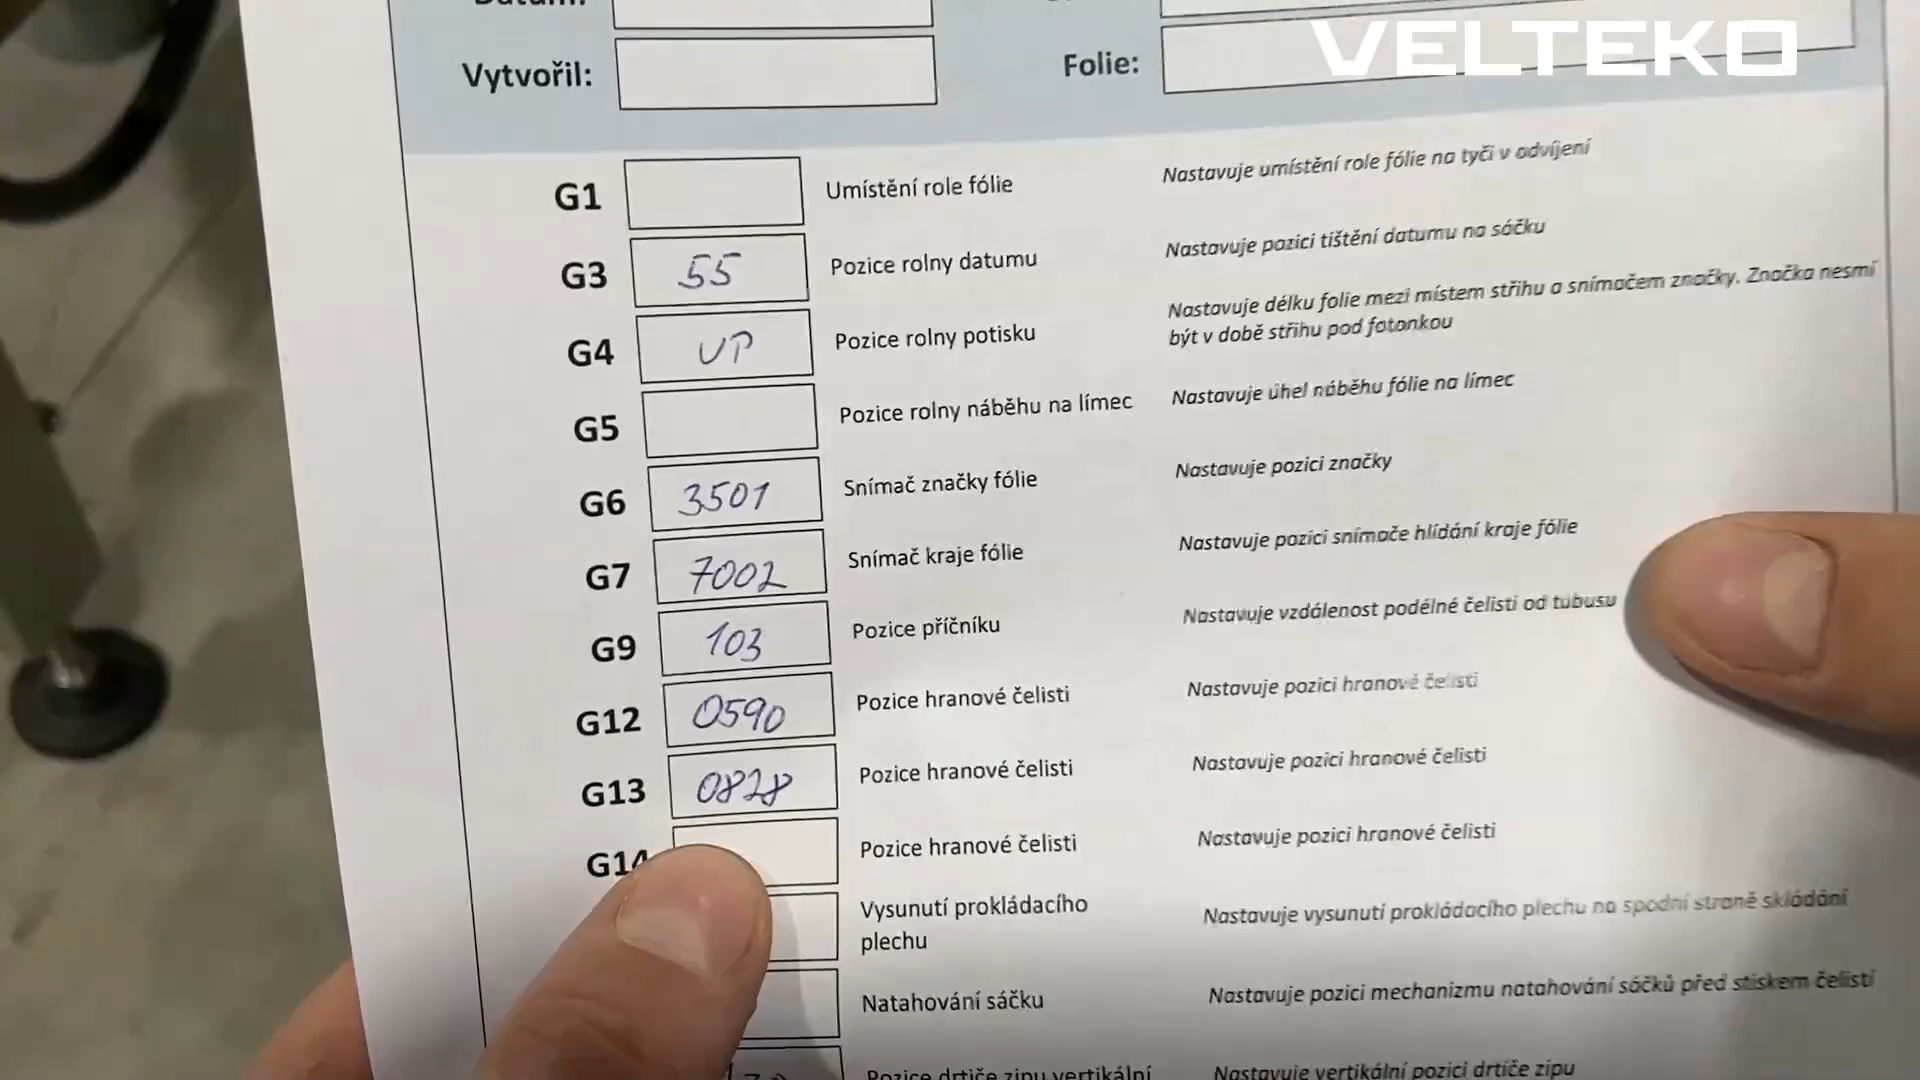 Datum:
VELTEKO
Vytvořil:
Folie:
G1
Umístění role fólie
Nastavuje umístění role fólie na tyči v odvíjení
G3
55
Pozice rolny datumu
Nastavuje pozici tištění datumu na sáčku
G4
UP
Pozice rolny potisku
Nastavuje délku folie mezi místem střihu a snímačem značky. Značka nesmí
být v době střihu pod fotonkou
G5
Pozice rolny náběhu na límec
Nastavuje úhel náběhu fólie na límec
G6
3501
Snímač značky fólie
Nastavuje pozici značky
G7
7002
Snímač kraje fólie
Nastavuje pozici snímače hlídání kraje fólie
G9
103
Pozice příčníku
Nastavuje vzdálenost podélné čelisti od tubusu
G12
0590
Pozice hranové čelisti
Nastavuje pozici hranové čelisti
G13
0828
Pozice hranové čelisti
Nastavuje pozici hranové čelisti
G14
Pozice hranové čelisti
Nastavuje pozici hranové čelisti
Vysunutí prokládacího
plechu
Nastavuje vysunutí prokládacího plechu na spodní straně skládání
Natahování sáčku
Nastavuje pozici mechanizmu natahování sáčků před stiskem čelistí
Pozice drtiče zipu vertikální
Nastavuje vertikální pozici drtiče zipu